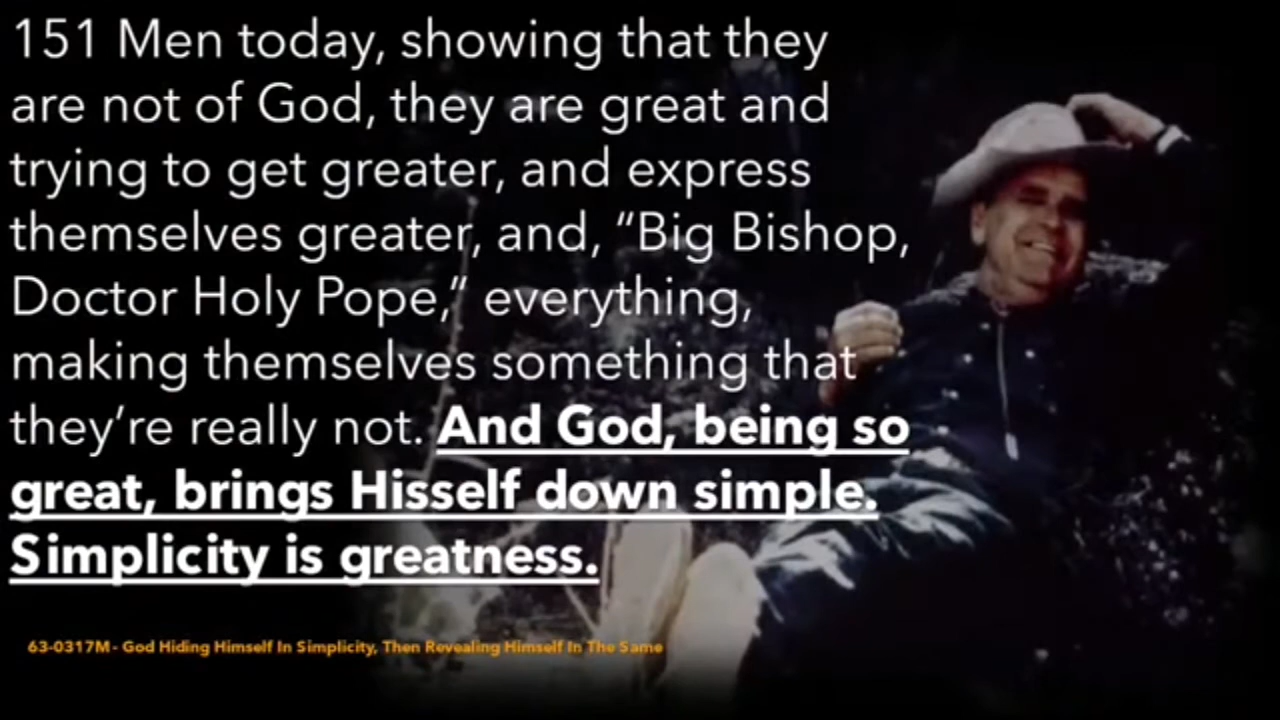 151 Men today, showing that they
are not of God, they are great and
trying to get greater, and express
themselves greater, and, “Big Bishop,
Doctor Holy Pope,” everything,
making themselves something that
they’re really not. And God, being so
great, brings Hisself down simple.
Simplicity is greatness.
63-0317M - God Hiding Himself In Simplicity, Then Revealing Himself In The Same